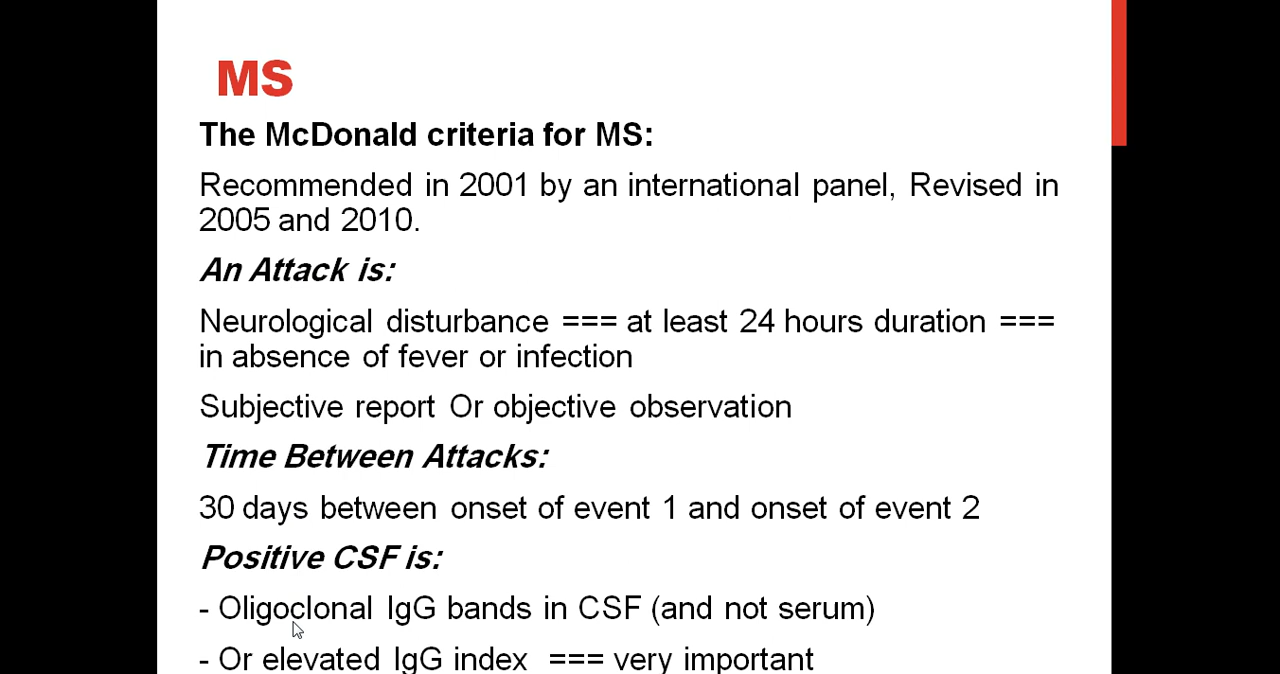 MS
The McDonald criteria for MS:
Recommended in 2001 by an international panel, Revised in
2005 and 2010.
An Attack is:
Neurological disturbance === at least 24 hours duration ===
in absence of fever or infection
Subjective report Or objective observation
Time Between Attacks:
30 days between onset of event 1 and onset of event 2
Positive CSF is:
- Oligoclonal IgG bands in CSF (and not serum)
- Or elevated IgG index === very important